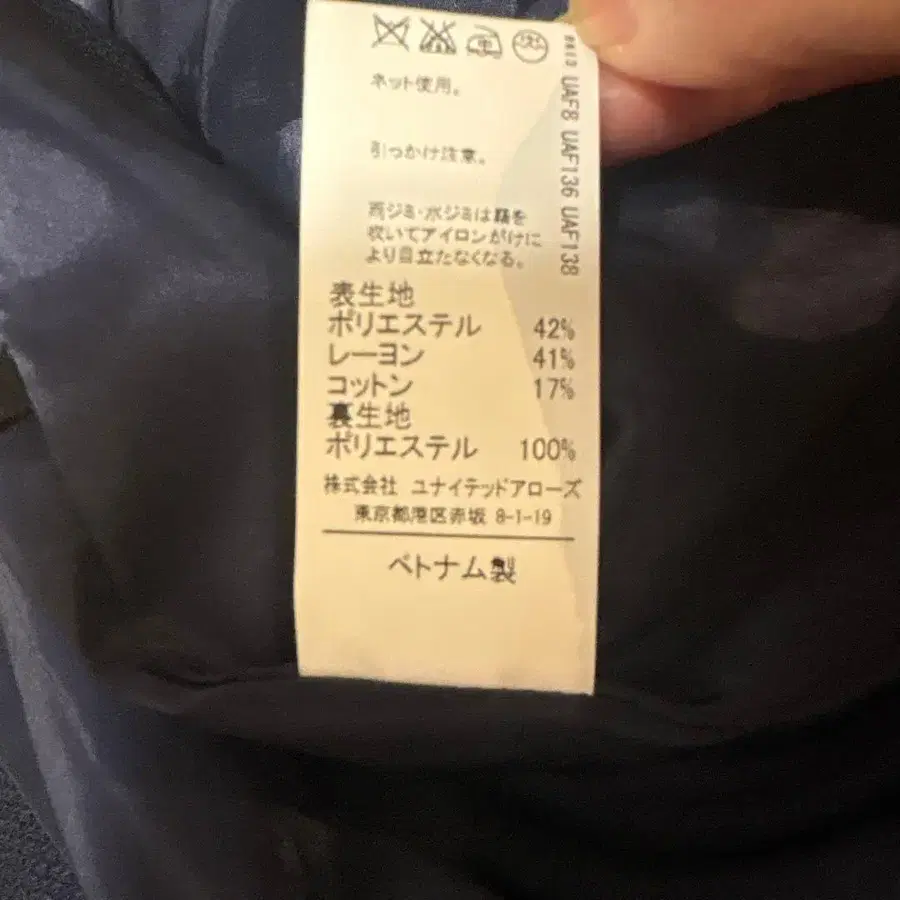 ネット使用。
引っかけ注意。
雨ジミ・水ジミは霧を
吹いてアイロンがけに
より目立たなくなる。
表生地
ポリエステル 42%
レーヨン 41%
コットン 17%
裏生地
ポリエステル 100%
株式会社 ユナイテッドアローズ
東京都港区赤坂 8-1-19
ベトナム製
UAF8 UAF136 UAF138